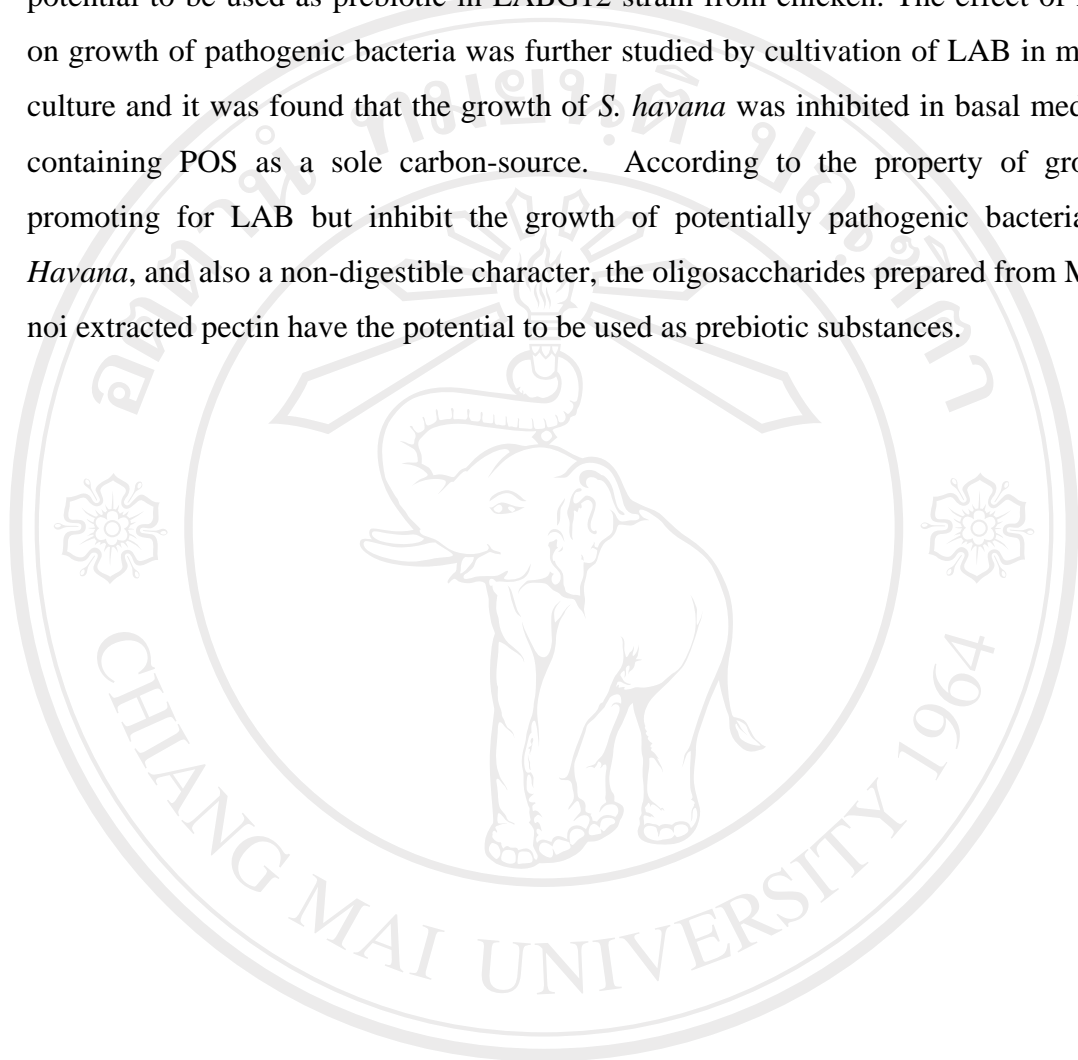 potential to be used as prebiotic in LABG12 strain from chicken. The effect of
on growth of pathogenic bacteria was further studied by cultivation of LAB in m
culture and it was found that the growth of S. havana was inhibited in basal med
containing POS as a sole carbon-source. According to the property of gro
promoting for LAB but inhibit the growth of potentially pathogenic bacteria
Havana, and also a non-digestible character, the oligosaccharides prepared from M
noi extracted pectin have the potential to be used as prebiotic substances.
CHIANG MAI UNIVERSITY 1964